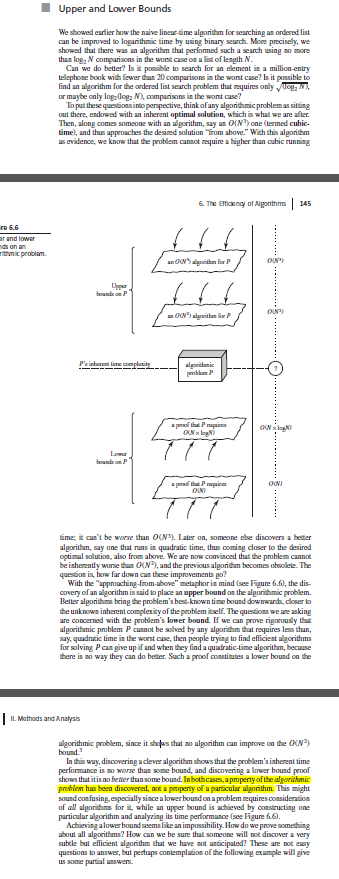 Upper and Lower Bounds
We showed earlier how the naive linear-time algorithm for searching an ordered list
can be improved to logarithmic time by using binary search. More precisely, we
showed that there was an algorithm that performed such a search using no more
than log₂ N comparisons in the worst case on a list of length N.
Can we do better? Is it possible to search for an element in a million-entry
telephone book with fewer than 20 comparisons in the worst case? Is it possible to
find an algorithm for the ordered list search problem that requires only √(log₂ N),
or maybe only log₂(log₂ N), comparisons in the worst case?
To put these questions into perspective, think of any algorithmic problem as sitting
out there, endowed with an inherent optimal solution, which is what we are after.
Then, along comes someone with an algorithm, say an O(N³) one (termed cubic-
time), and thus approaches the desired solution "from above." With this algorithm
as evidence, we know that the problem cannot require a higher than cubic running
6. The Efficiency of Algorithms | 145
re 6.6
er and lower
nds on an
rithmic problem.
an O(N³) algorithm for P
O(N³)
Upper
bounds on P
an O(N²) algorithm for P
O(N²)
P's inherent time complexity
algorithmic
problem P
?
a proof that P requires
O(N × logN)
O(N × logN)
Lower
bounds on P
a proof that P requires
O(N)
O(N)
time; it can't be worse than O(N³). Later on, someone else discovers a better
algorithm, say one that runs in quadratic time, thus coming closer to the desired
optimal solution, also from above. We are now convinced that the problem cannot
be inherently worse than O(N²), and the previous algorithm becomes obsolete. The
question is, how far down can these improvements go?
With the "approaching-from-above" metaphor in mind (see Figure 6.6), the dis-
covery of an algorithm is said to place an upper bound on the algorithmic problem.
Better algorithms bring the problem's best-known time bound downwards, closer to
the unknown inherent complexity of the problem itself. The questions we are asking
are concerned with the problem's lower bound. If we can prove rigorously that
algorithmic problem P cannot be solved by any algorithm that requires less than,
say, quadratic time in the worst case, then people trying to find efficient algorithms
for solving P can give up if and when they find a quadratic-time algorithm, because
there is no way they can do better. Such a proof constitutes a lower bound on the
II. Methods and Analysis
algorithmic problem, since it shows that no algorithm can improve on the O(N²)
bound.³
In this way, discovering a clever algorithm shows that the problem's inherent time
performance is no worse than some bound, and discovering a lower bound proof
shows that it is no better than some bound. In both cases, a property of the algorithmic
problem has been discovered, not a property of a particular algorithm. This might
sound confusing, especially since a lower bound on a problem requires consideration
of all algorithms for it, while an upper bound is achieved by constructing one
particular algorithm and analyzing its time performance (see Figure 6.6).
Achieving a lower bound seems like an impossibility. How do we prove something
about all algorithms? How can we be sure that someone will not discover a very
subtle but efficient algorithm that we have not anticipated? These are not easy
questions to answer, but perhaps contemplation of the following example will give
us some partial answers.